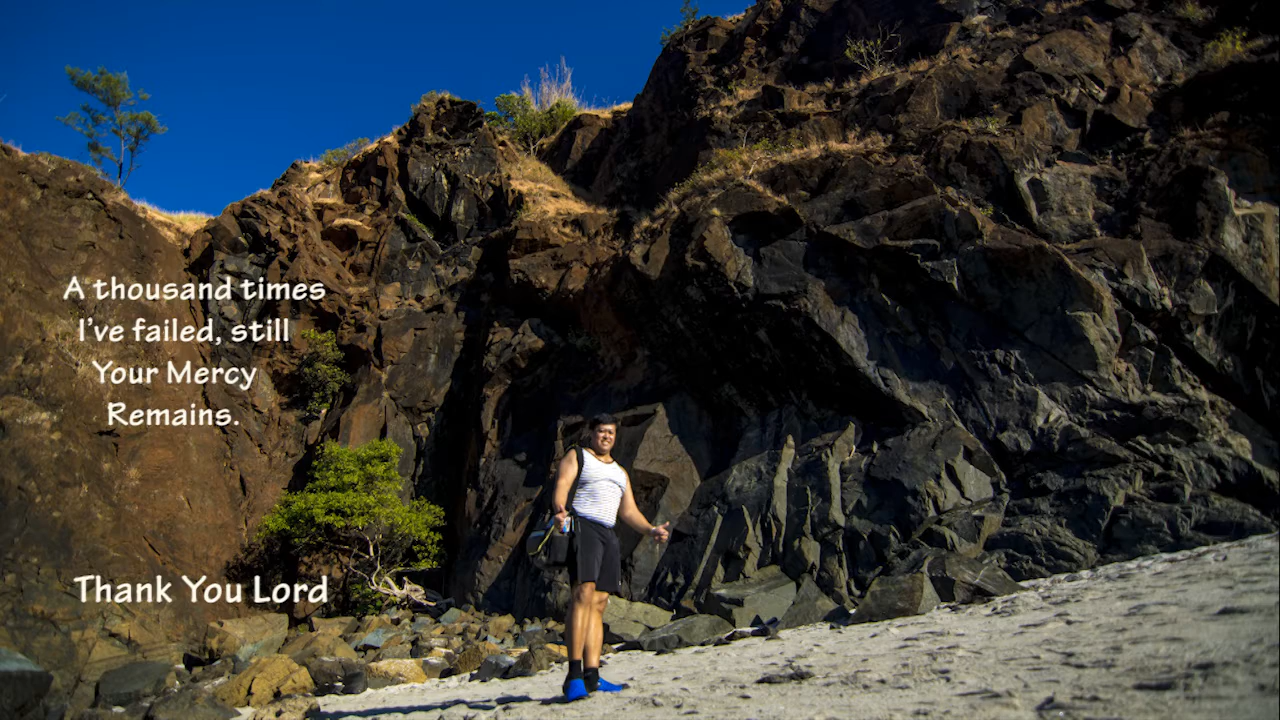 A thousand times
I've failed, still
Your Mercy
Remains.
Thank You Lord